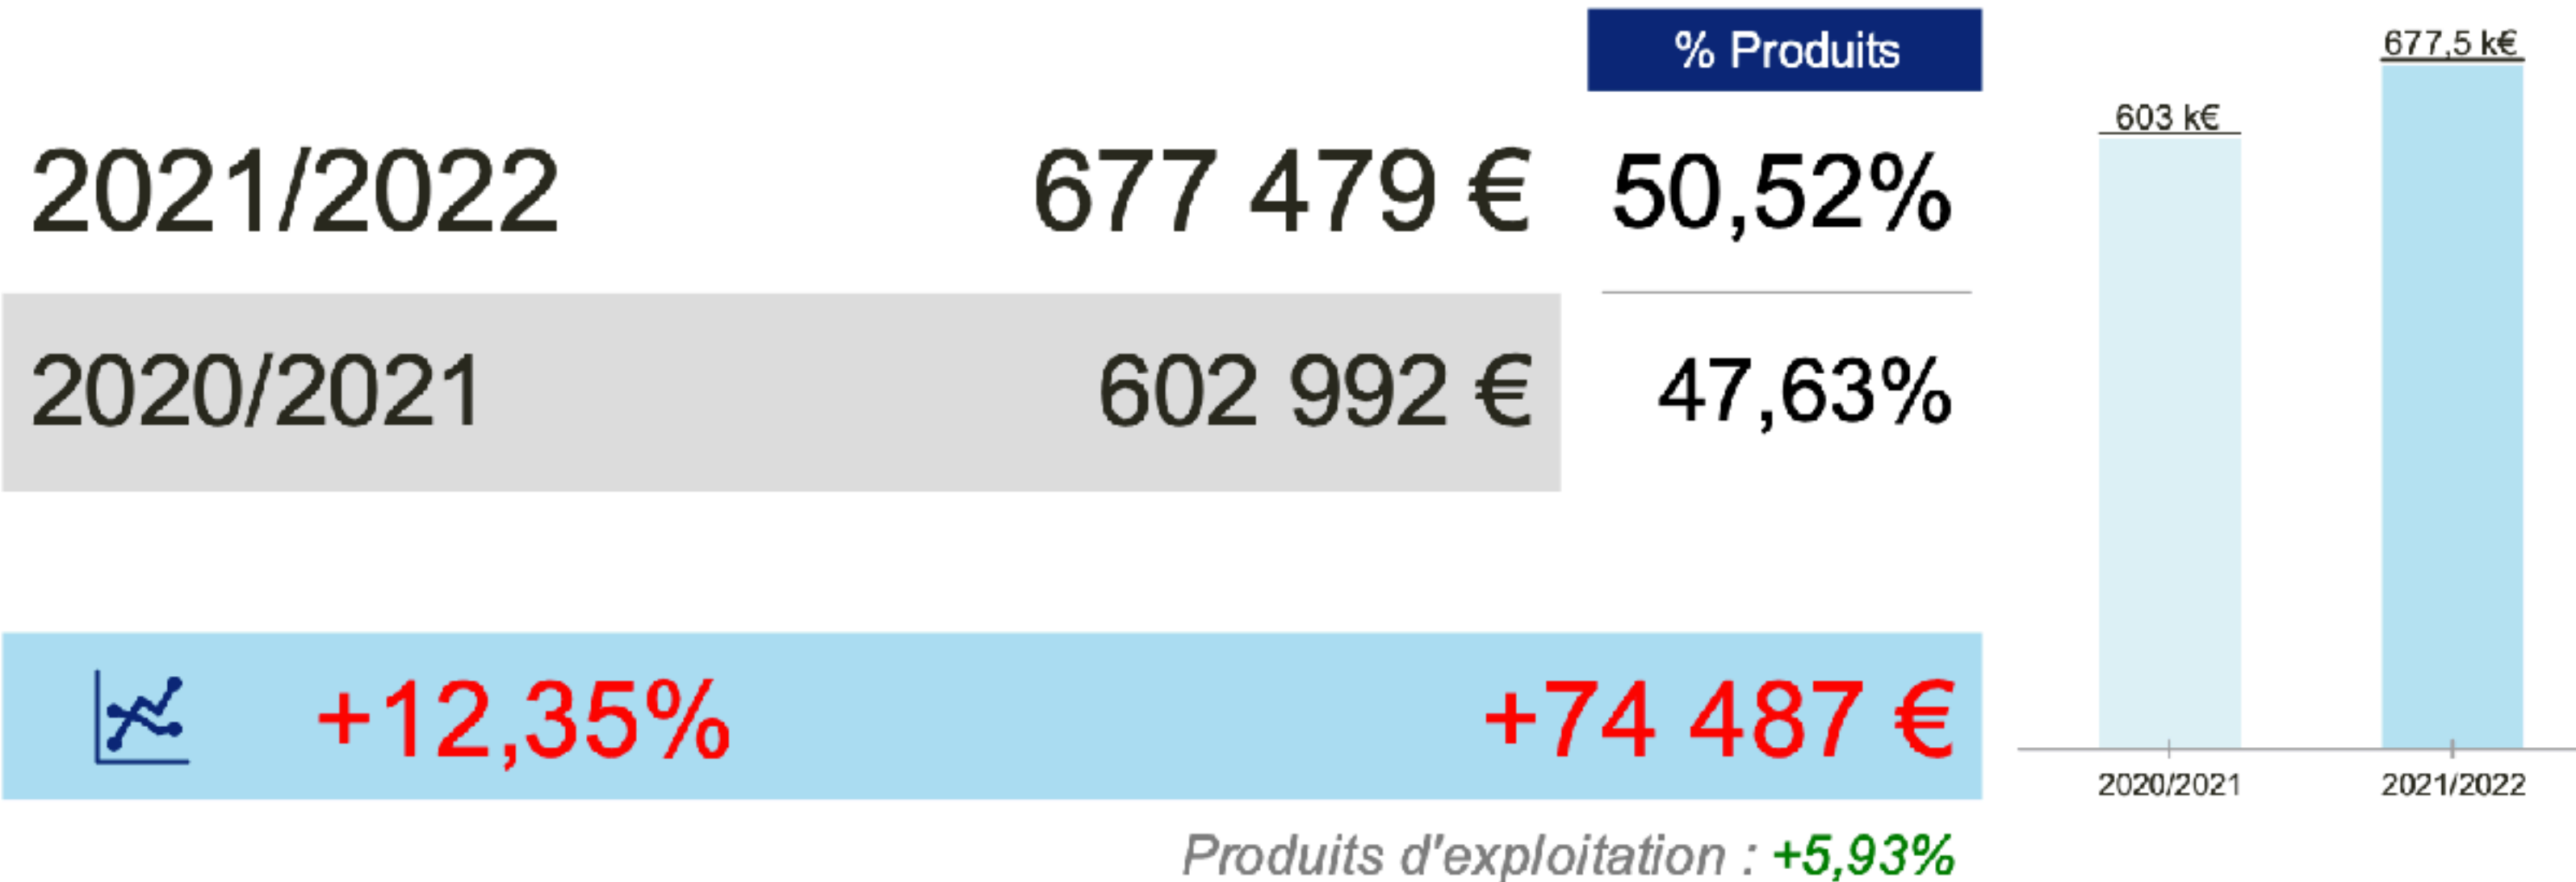 % Produits
2021/2022 677 479 € 50,52%
2020/2021 602 992 € 47,63%
+12,35% +74 487 €
Produits d'exploitation : +5,93%
677,5 k€
603 k€
2020/2021 2021/2022